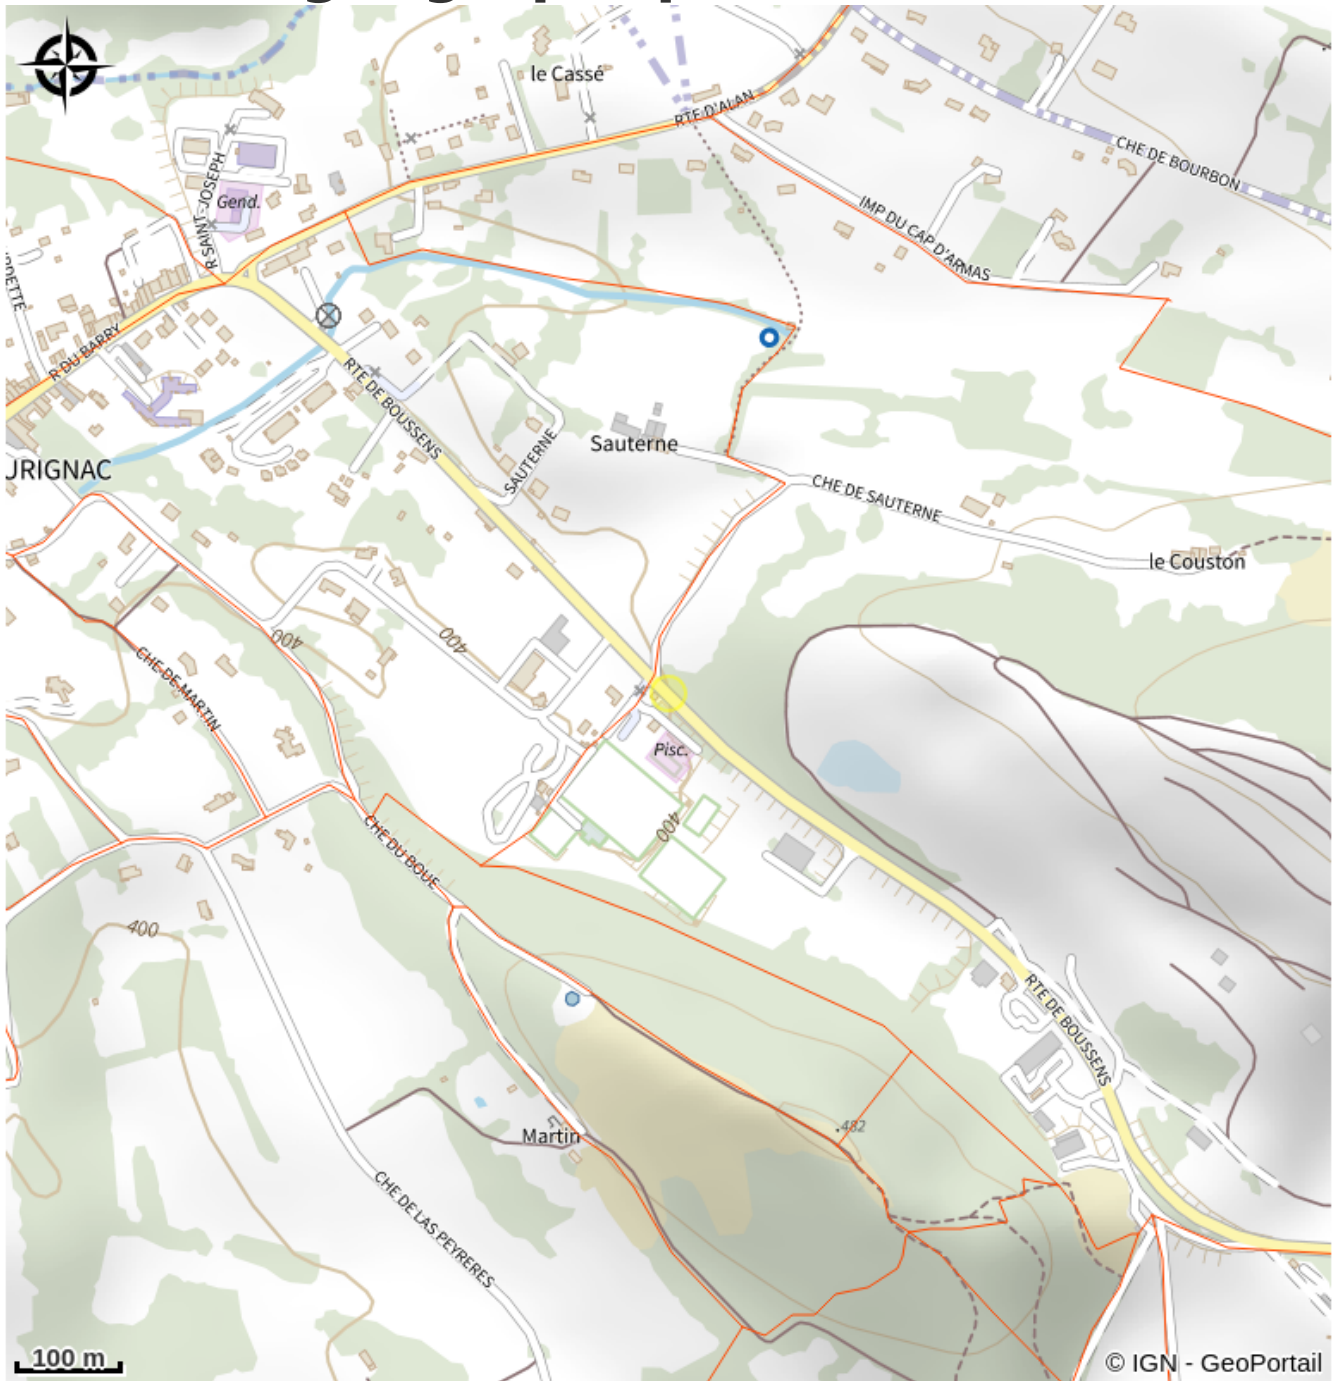 le Cassé
RTE D'ALAN
CHE DE BOURBON
R SAINT-JOSEPH
Gend.
IMP DU CAP D'ARMAS
R DU BARRY
RTE DE BOUSSENS
SAUTERNE
Sauterne
URIGNAC
CHE DE SAUTERNE
le Couston
400
400
CHE DE MARTIN
Pisc.
400
CHE DU BOUE
400
RTE DE BOUSSENS
482
Martin
CHE DE LAS PEYRERES
100 m
© IGN - GeoPortail